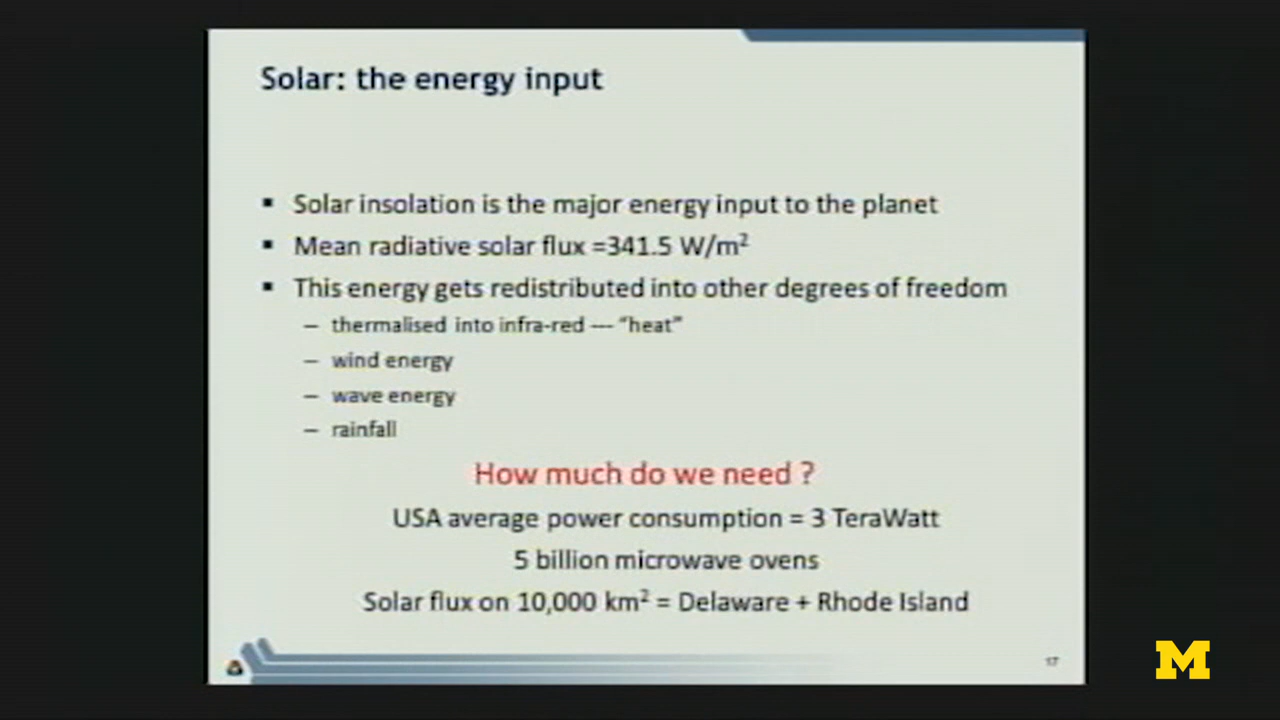 Solar: the energy input
▪ Solar insolation is the major energy input to the planet
▪ Mean radiative solar flux =341.5 W/m²
▪ This energy gets redistributed into other degrees of freedom
– thermalised into infra-red --- “heat”
– wind energy
– wave energy
– rainfall
How much do we need ?
USA average power consumption = 3 TeraWatt
5 billion microwave ovens
Solar flux on 10,000 km² = Delaware + Rhode Island
17
M